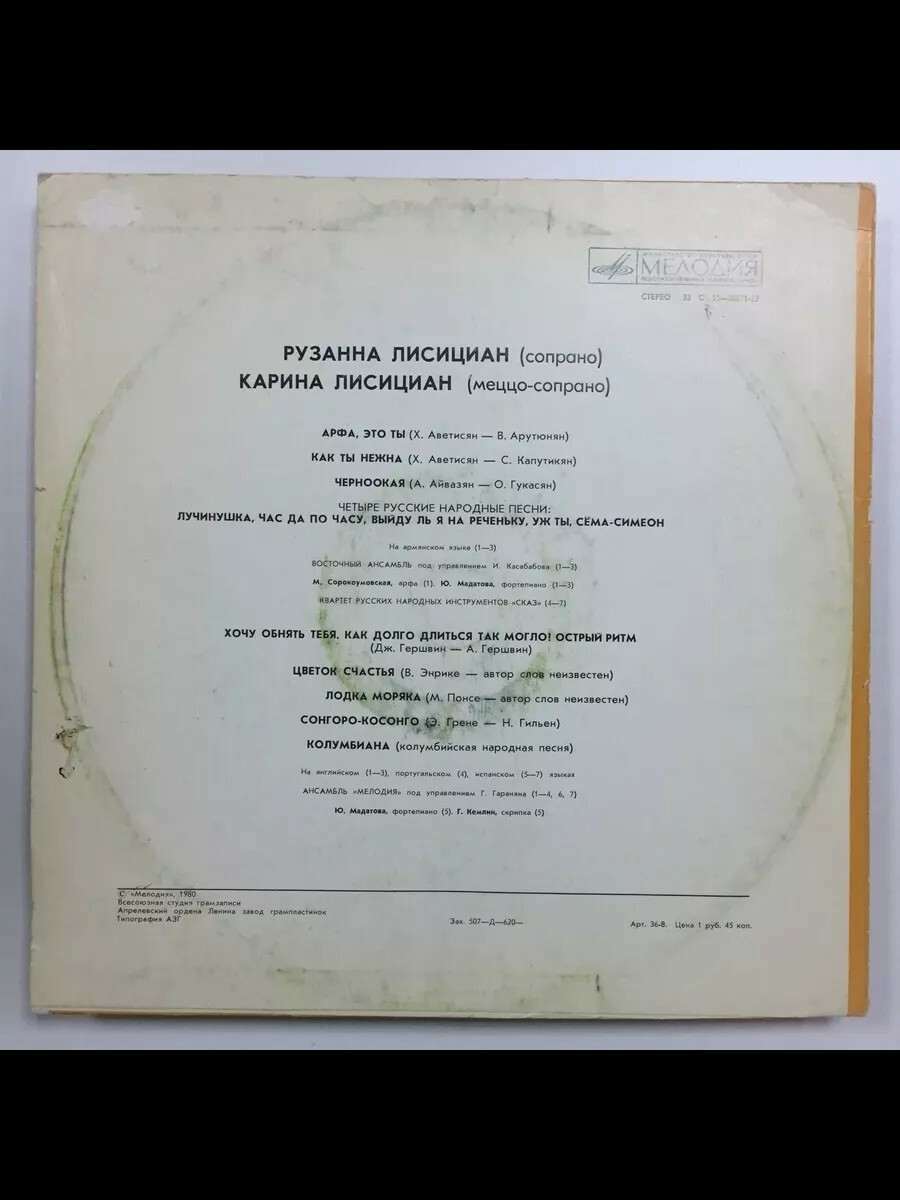 МЕЛОДИЯ
СТЕРЕО 33 С
РУЗАННА ЛИСИЦИАН (сопрано)
КАРИНА ЛИСИЦИАН (меццо-сопрано)
АРФА, ЭТО ТЫ (Х. Аветисян — В. Арутюнян)
КАК ТЫ НЕЖНА (Х. Аветисян — С. Капутикян)
ЧЕРНООКАЯ (А. Айвазян — О. Гукасян)
ЧЕТЫРЕ РУССКИЕ НАРОДНЫЕ ПЕСНИ:
ЛУЧИНУШКА, ЧАС ДА ПО ЧАСУ, ВЫЙДУ ЛЬ Я НА РЕЧЕНЬКУ, УЖ ТЫ, СЁМА-СИМЕОН
На армянском языке (1—3)
ВОСТОЧНЫЙ АНСАМБЛЬ под управлением И. Касабабова (1—3)
М. Сорокоумовская, арфа (1). Ю. Мадатова, фортепиано (1—3)
КВАРТЕТ РУССКИХ НАРОДНЫХ ИНСТРУМЕНТОВ «СКАЗ» (4—7)
ХОЧУ ОБНЯТЬ ТЕБЯ. КАК ДОЛГО ДЛИТЬСЯ ТАК МОГЛО! ОСТРЫЙ РИТМ
(Дж. Гершвин — А. Гершвин)
ЦВЕТОК СЧАСТЬЯ (В. Энрике — автор слов неизвестен)
ЛОДКА МОРЯКА (М. Понсе — автор слов неизвестен)
СОНГОРО-КОСОНГО (Э. Грене — Н. Гильен)
КОЛУМБИАНА (колумбийская народная песня)
На английском (1—3), португальском (4), испанском (5—7) языках
АНСАМБЛЬ «МЕЛОДИЯ» под управлением Г. Гараняна (1—4, 6, 7)
Ю. Мадатова, фортепиано (5). Г. Кемлин, скрипка (5)
© «Мелодия», 1980
Всесоюзная студия грамзаписи
Апрелевский ордена Ленина завод грампластинок
Типография АЗГ
Зак. 507—Д—620—
Арт. 36-8. Цена 1 руб. 45 коп.